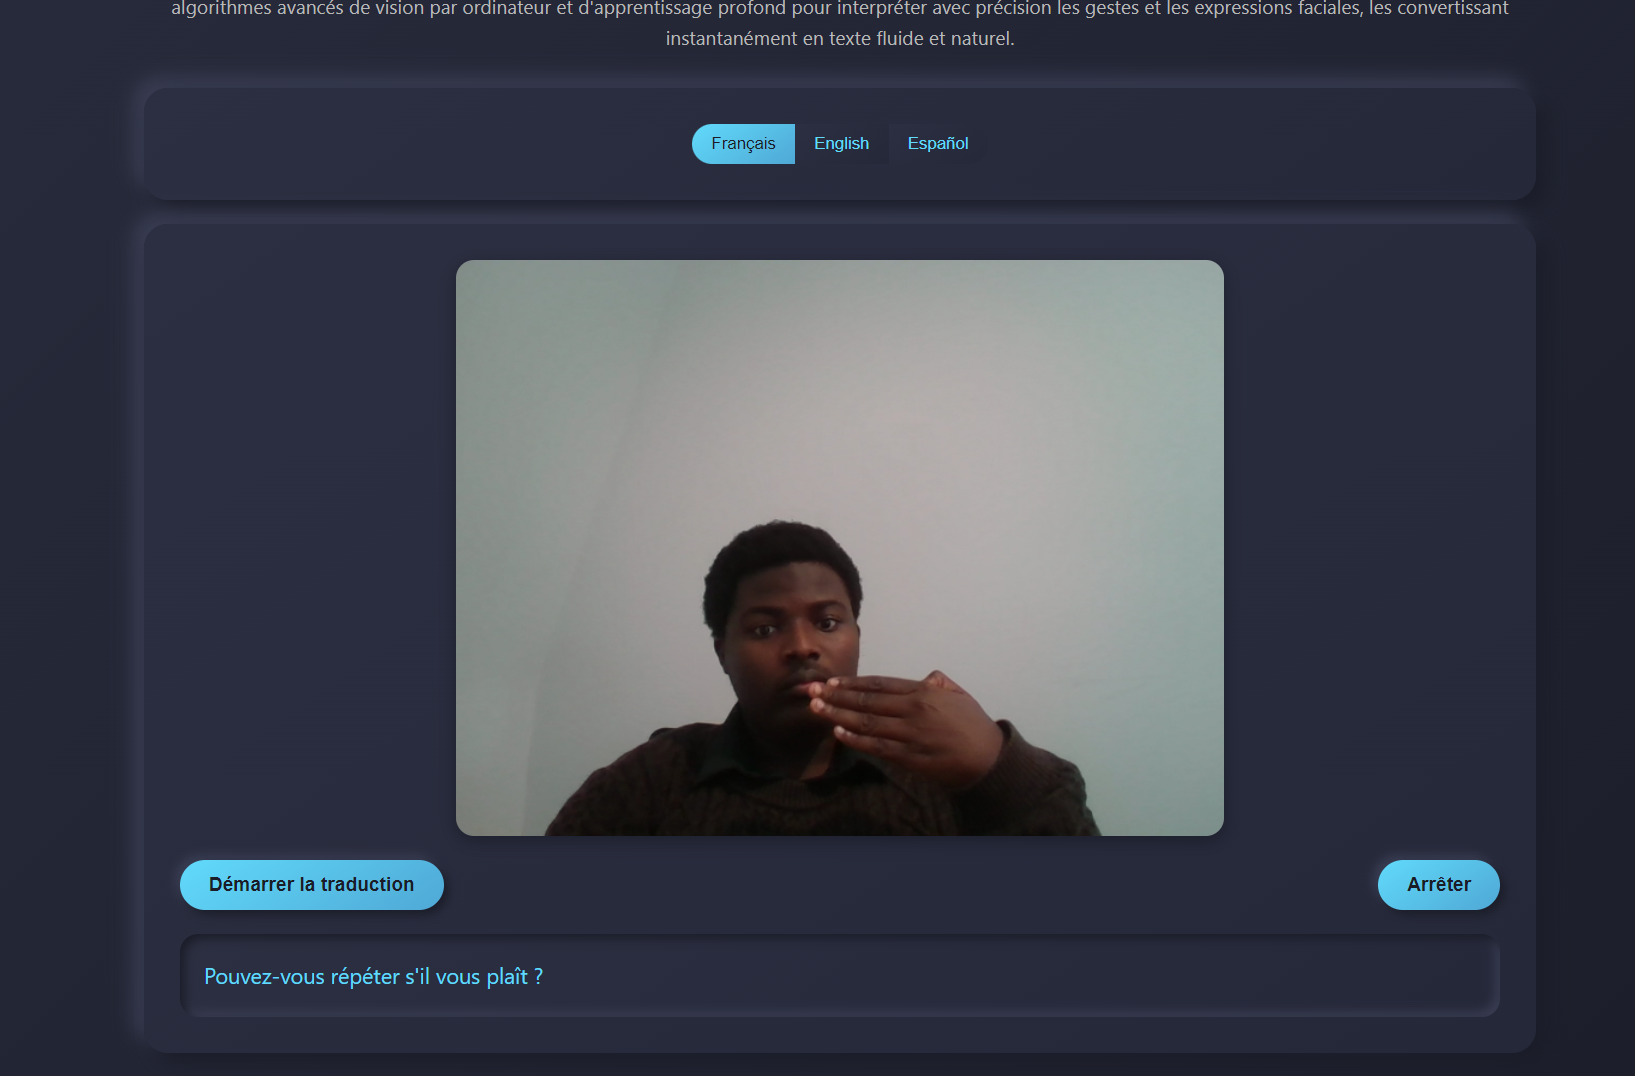 algorithmes avancés de vision par ordinateur et d'apprentissage profond pour interpréter avec précision les gestes et les expressions faciales, les convertissant
instantanément en texte fluide et naturel.
Français English Español
Démarrer la traduction Arrêter
Pouvez-vous répéter s'il vous plaît ?